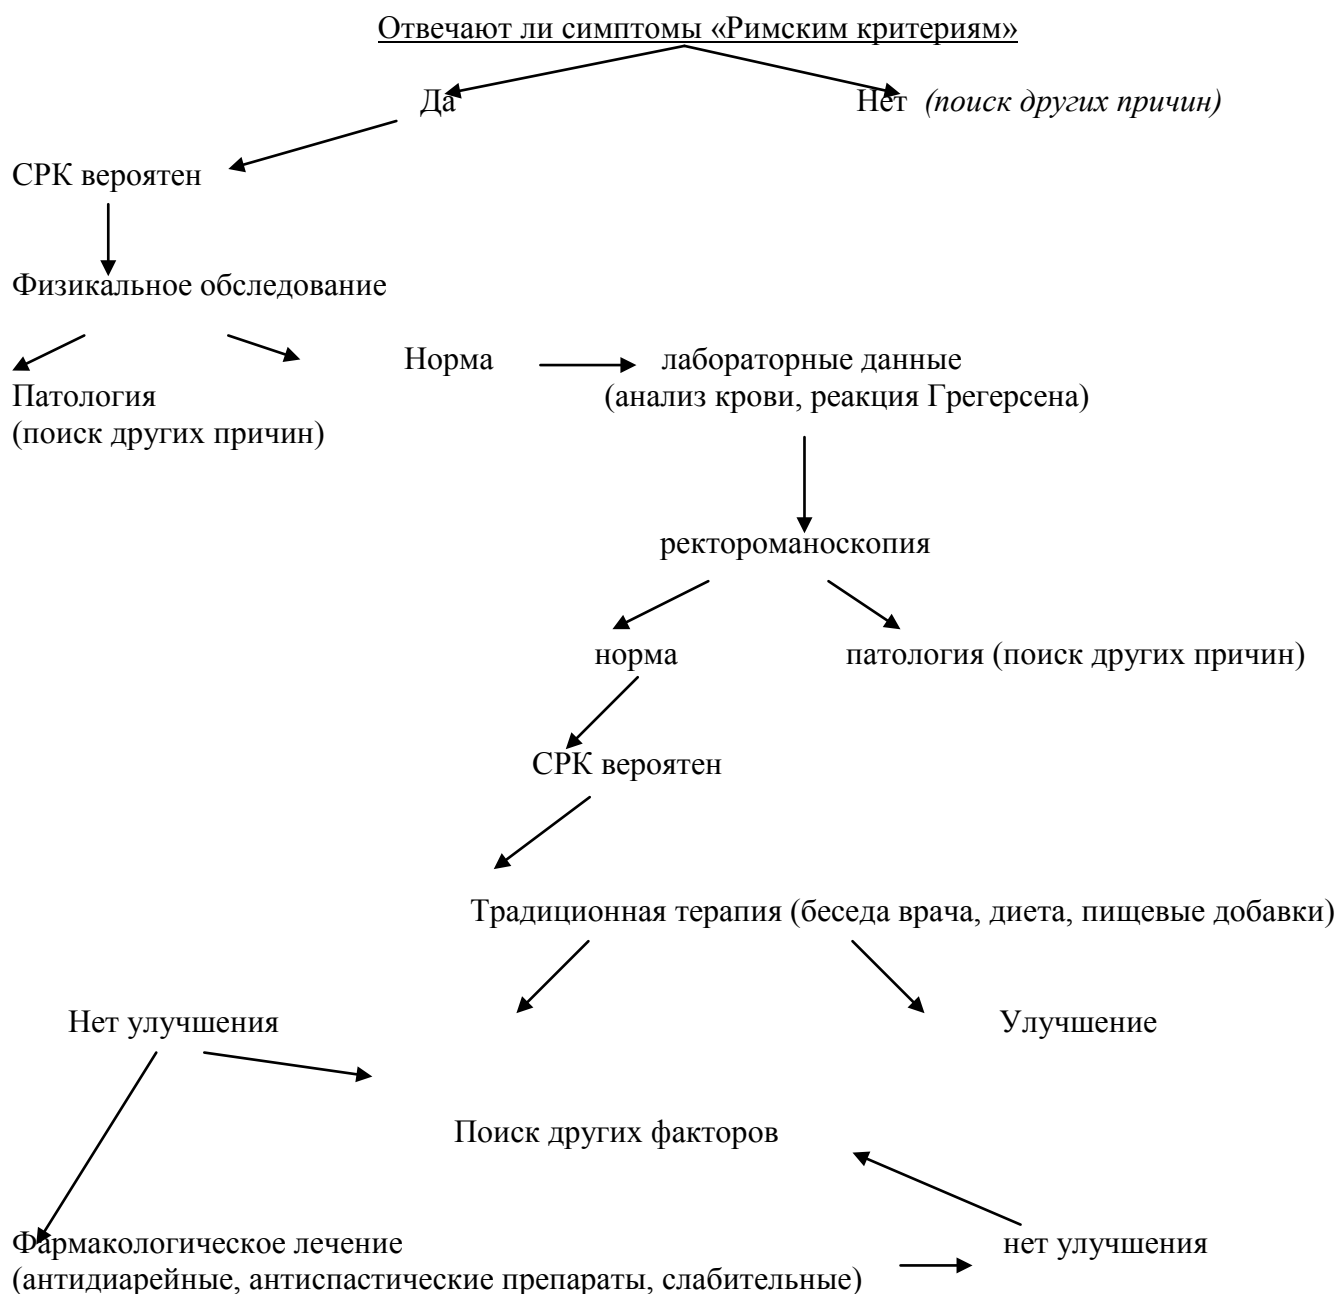 Отвечают ли симптомы «Римским критериям»
Да Нет (поиск других причин)
СРК вероятен
Физикальное обследование
Норма лабораторные данные
Патология (анализ крови, реакция Грегерсена)
(поиск других причин)
ректороманоскопия
норма патология (поиск других причин)
СРК вероятен
Традиционная терапия (беседа врача, диета, пищевые добавки)
Нет улучшения Улучшение
Поиск других факторов
Фармакологическое лечение нет улучшения
(антидиарейные, антиспастические препараты, слабительные)